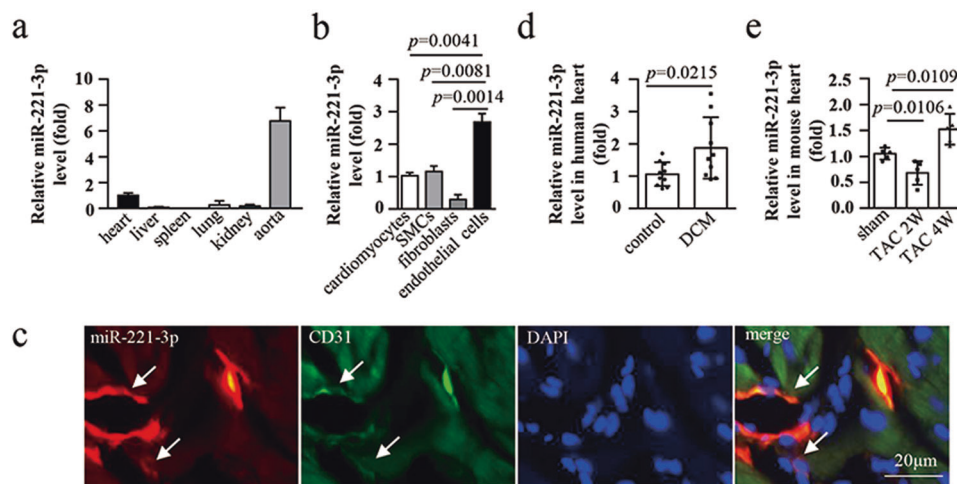 a
Relative miR-221-3p
level (fold)
10
8
6
4
2
0
heart
liver
spleen
lung
kidney
aorta
b
Relative miR-221-3p
level (fold)
p=0.0041
p=0.0081
p=0.0014
4
3
2
1
0
cardiomyocytes
SMCs
fibroblasts
endothelial cells
d
Relative miR-221-3p
level in human heart
(fold)
p=0.0215
4
3
2
1
0
control
DCM
e
Relative miR-221-3p
level in mouse heart
(fold)
p=0.0109
p=0.0106
2.0
1.5
1.0
0.5
0.0
sham
TAC 2W
TAC 4W
c
miR-221-3p
CD31
DAPI
merge
20μm